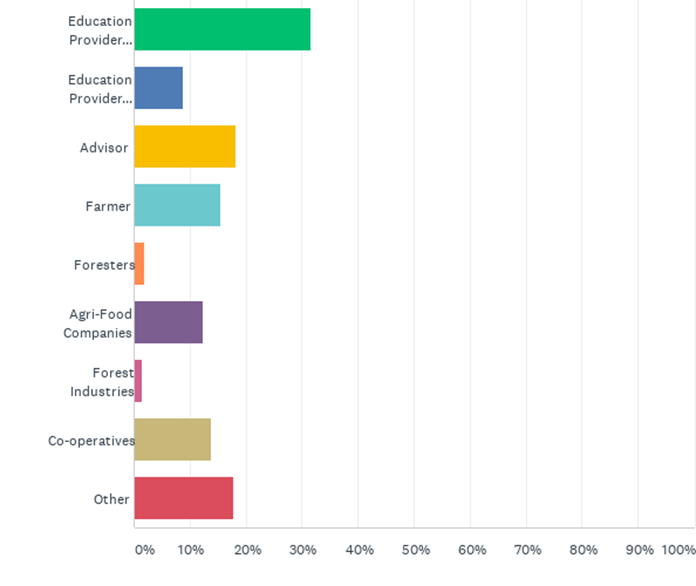 Education
Provider...
Education
Provider...
Advisor
Farmer
Foresters
Agri-Food
Companies
Forest
Industries
Co-operatives
Other
0% 10% 20% 30% 40% 50% 60% 70% 80% 90% 100%